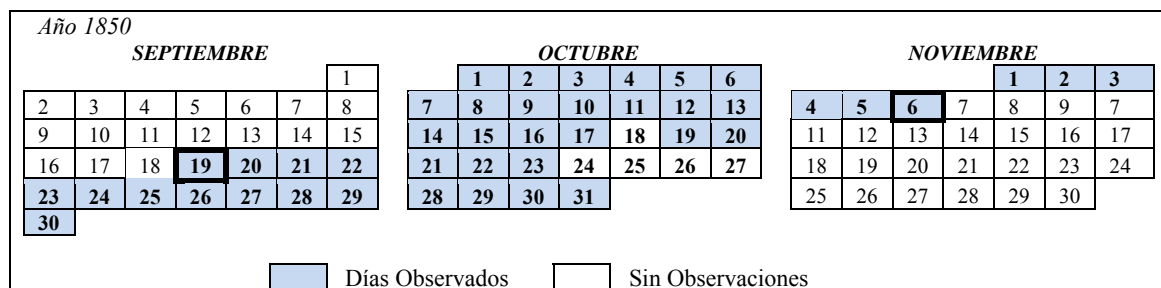 Año 1850
SEPTIEMBRE OCTUBRE NOVIEMBRE
1 1 2 3 4 5 6 1 2 3
2 3 4 5 6 7 8 7 8 9 10 11 12 13 4 5 6 7 8 9 7
9 10 11 12 13 14 15 14 15 16 17 18 19 20 11 12 13 14 15 16 17
16 17 18 19 20 21 22 21 22 23 24 25 26 27 18 19 20 21 22 23 24
23 24 25 26 27 28 29 28 29 30 31 25 26 27 28 29 30
30
Días Observados Sin Observaciones